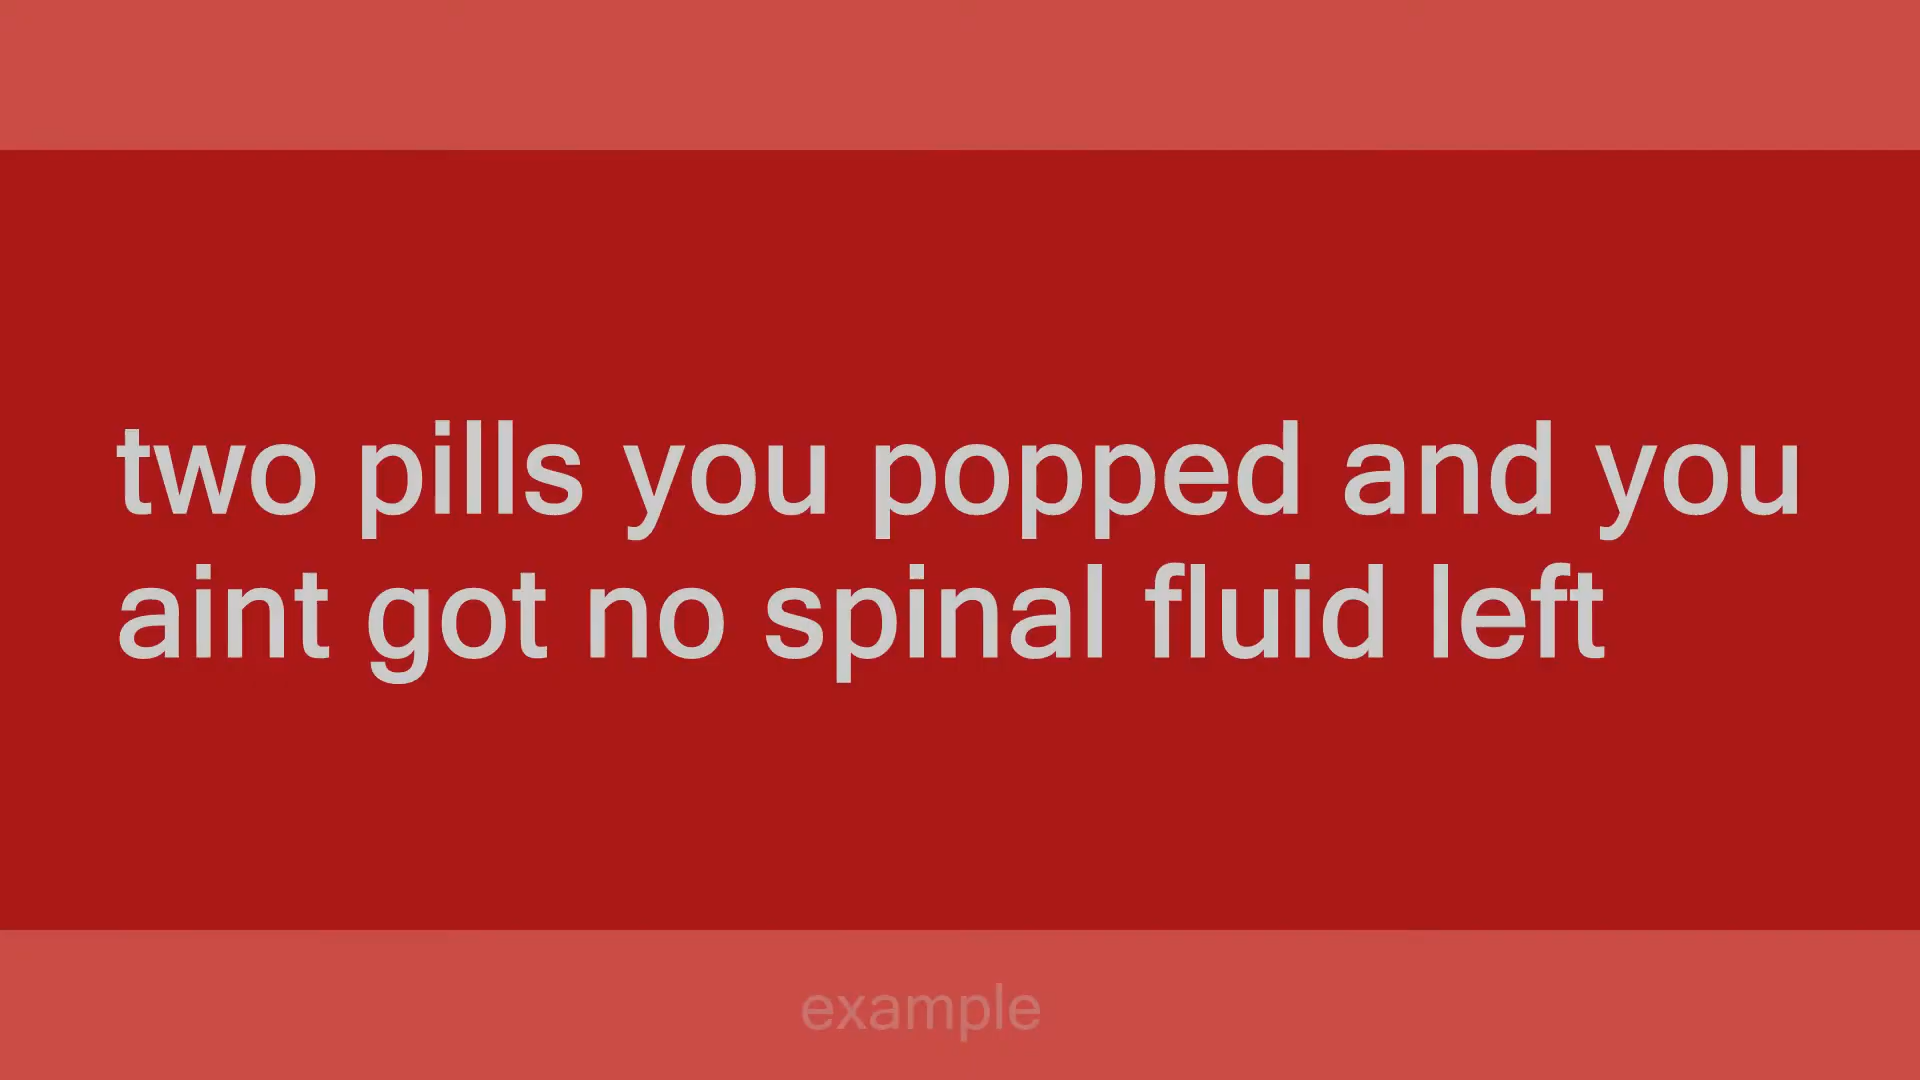 two pills you popped and you
aint got no spinal fluid left
example